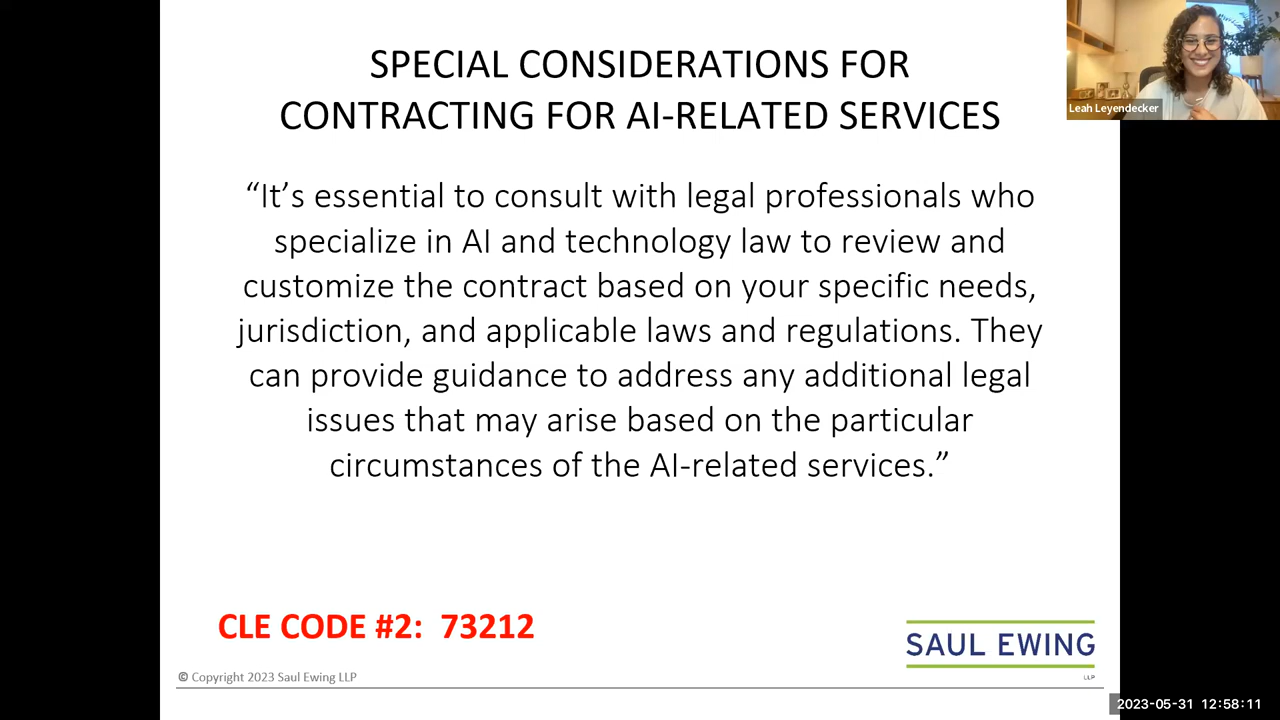 SPECIAL CONSIDERATIONS FOR
CONTRACTING FOR AI-RELATED SERVICES
Leah Leyendecker
“It’s essential to consult with legal professionals who
specialize in AI and technology law to review and
customize the contract based on your specific needs,
jurisdiction, and applicable laws and regulations. They
can provide guidance to address any additional legal
issues that may arise based on the particular
circumstances of the AI-related services.”
CLE CODE #2: 73212
SAUL EWING
LLP
© Copyright 2023 Saul Ewing LLP
2023-05-31 12:58:11